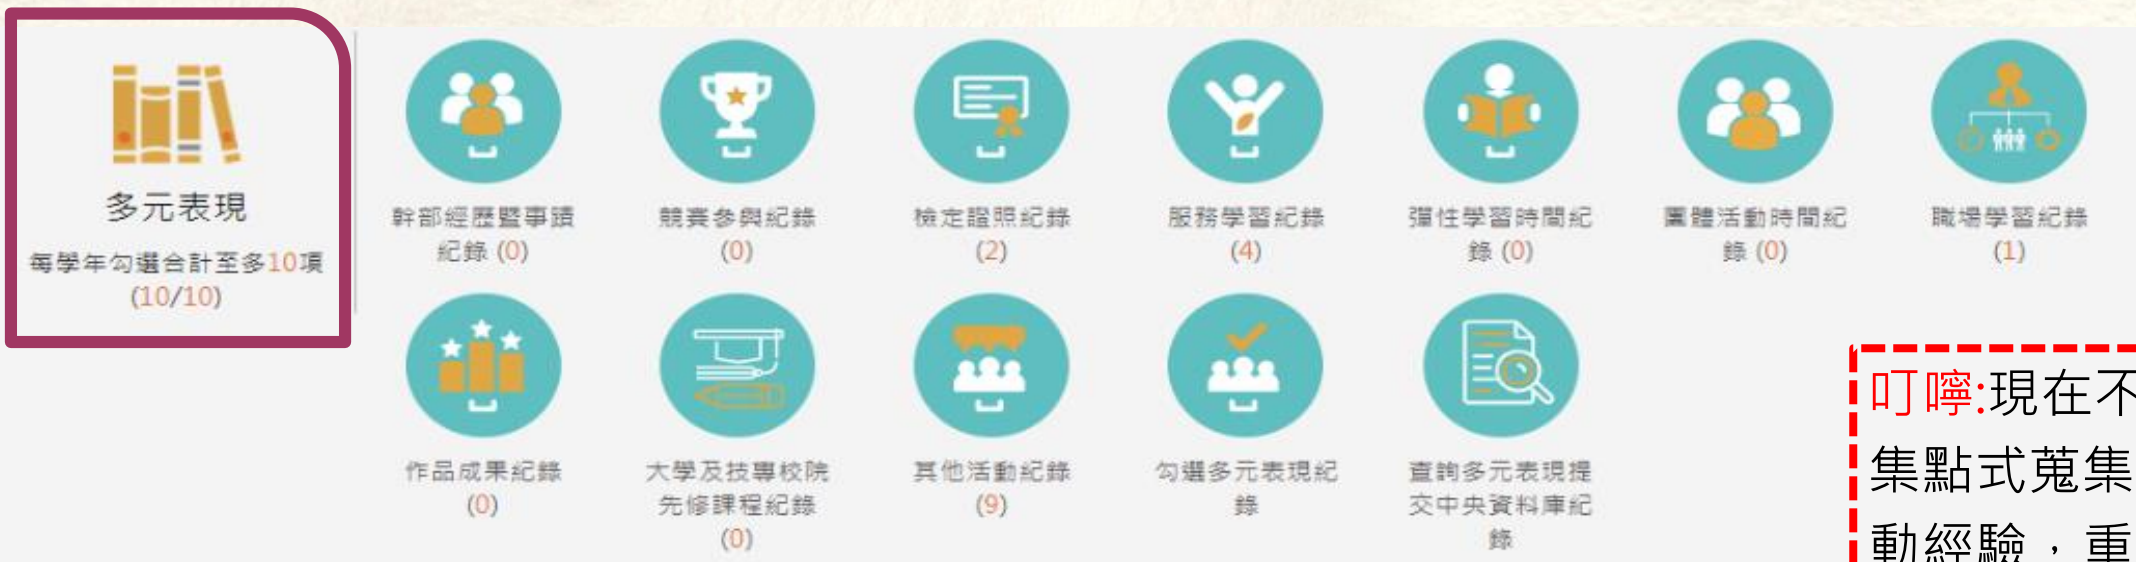 多元表現
每學年勾選合計至多10項
(10/10)
幹部經歷暨事蹟
紀錄 (0)
競賽參與紀錄
(0)
檢定證照紀錄
(2)
服務學習紀錄
(4)
彈性學習時間紀
錄 (0)
團體活動時間紀
錄 (0)
職場學習紀錄
(1)
作品成果紀錄
(0)
大學及技專校院
先修課程紀錄
(0)
其他活動紀錄
(9)
勾選多元表現紀
錄
查詢多元表現提
交中央資料庫紀
錄
叮嚀:現在不
集點式蒐集
動經驗，重